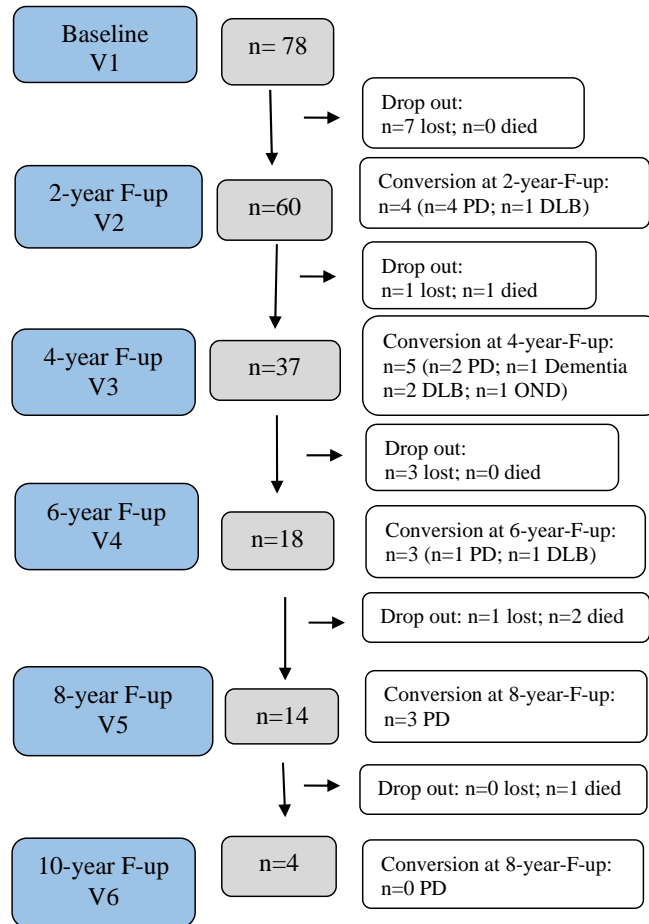 Baseline
V1
n= 78
Drop out:
n=7 lost; n=0 died
2-year F-up
V2
n=60
Conversion at 2-year-F-up:
n=4 (n=4 PD; n=1 DLB)
Drop out:
n=1 lost; n=1 died
4-year F-up
V3
n=37
Conversion at 4-year-F-up:
n=5 (n=2 PD; n=1 Dementia
n=2 DLB; n=1 OND)
Drop out:
n=3 lost; n=0 died
6-year F-up
V4
n=18
Conversion at 6-year-F-up:
n=3 (n=1 PD; n=1 DLB)
Drop out: n=1 lost; n=2 died
8-year F-up
V5
n=14
Conversion at 8-year-F-up:
n=3 PD
Drop out: n=0 lost; n=1 died
10-year F-up
V6
n=4
Conversion at 8-year-F-up:
n=0 PD